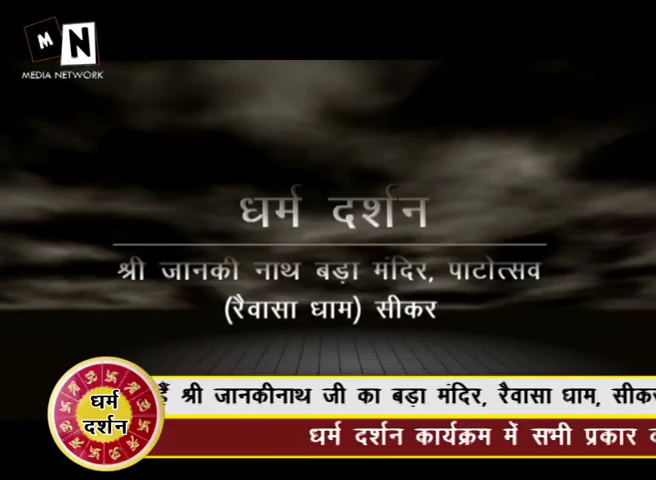 M N
MEDIA NETWORK
धर्म दर्शन
श्री जानकी नाथ बड़ा मंदिर, पाटोत्सव
(रैवासा धाम) सीकर
धर्म
दर्शन
हैं श्री जानकीनाथ जी का बड़ा मंदिर, रैवासा धाम, सीकर
धर्म दर्शन कार्यक्रम में सभी प्रकार